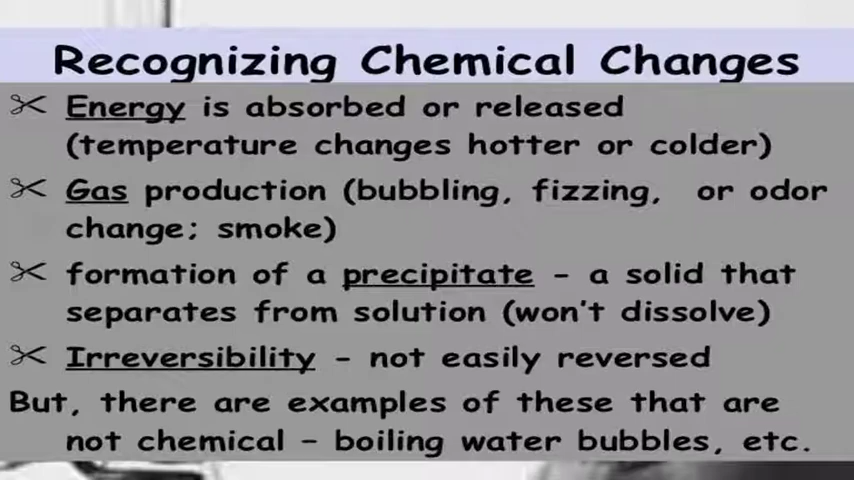 Recognizing Chemical Changes
Energy is absorbed or released
(temperature changes hotter or colder)
Gas production (bubbling, fizzing, or odor
change; smoke)
formation of a precipitate - a solid that
separates from solution (won't dissolve)
Irreversibility - not easily reversed
But, there are examples of these that are
not chemical – boiling water bubbles, etc.